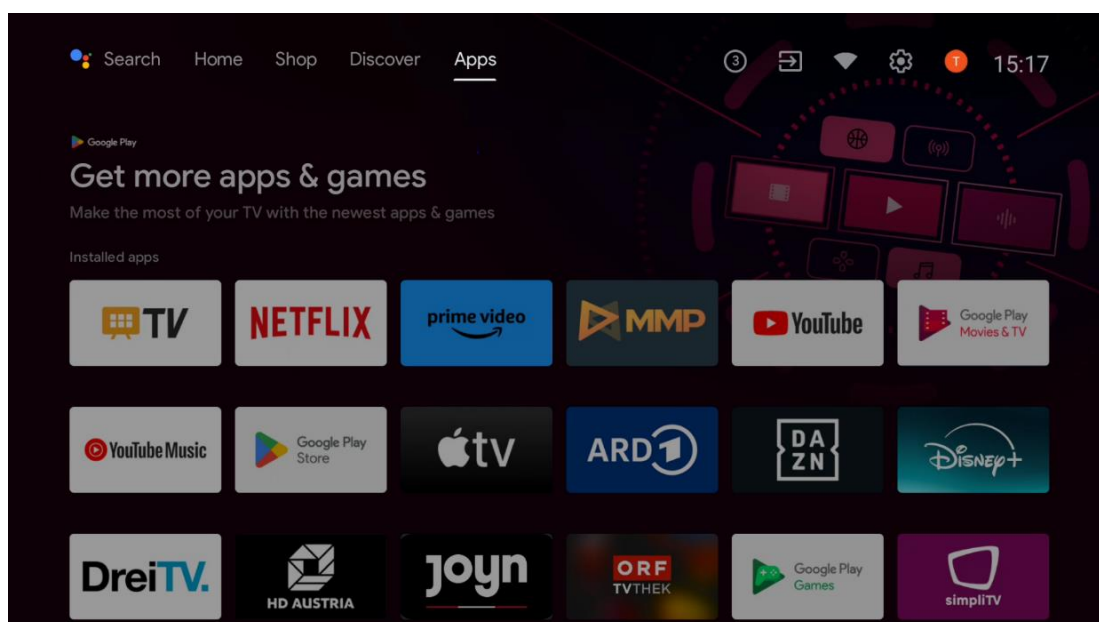 Search Home Shop Discover Apps 3 T 15:17
Google Play
Get more apps & games
Make the most of your TV with the newest apps & games
Installed apps
TV NETFLIX prime video MMP YouTube Google Play
Movies & TV
YouTube Music Google Play
Store
tv ARD 1 DA
ZN
Disney+
DreiTV. HD AUSTRIA Joyn ORF
TVTHEK
Google Play
Games
simpliTV